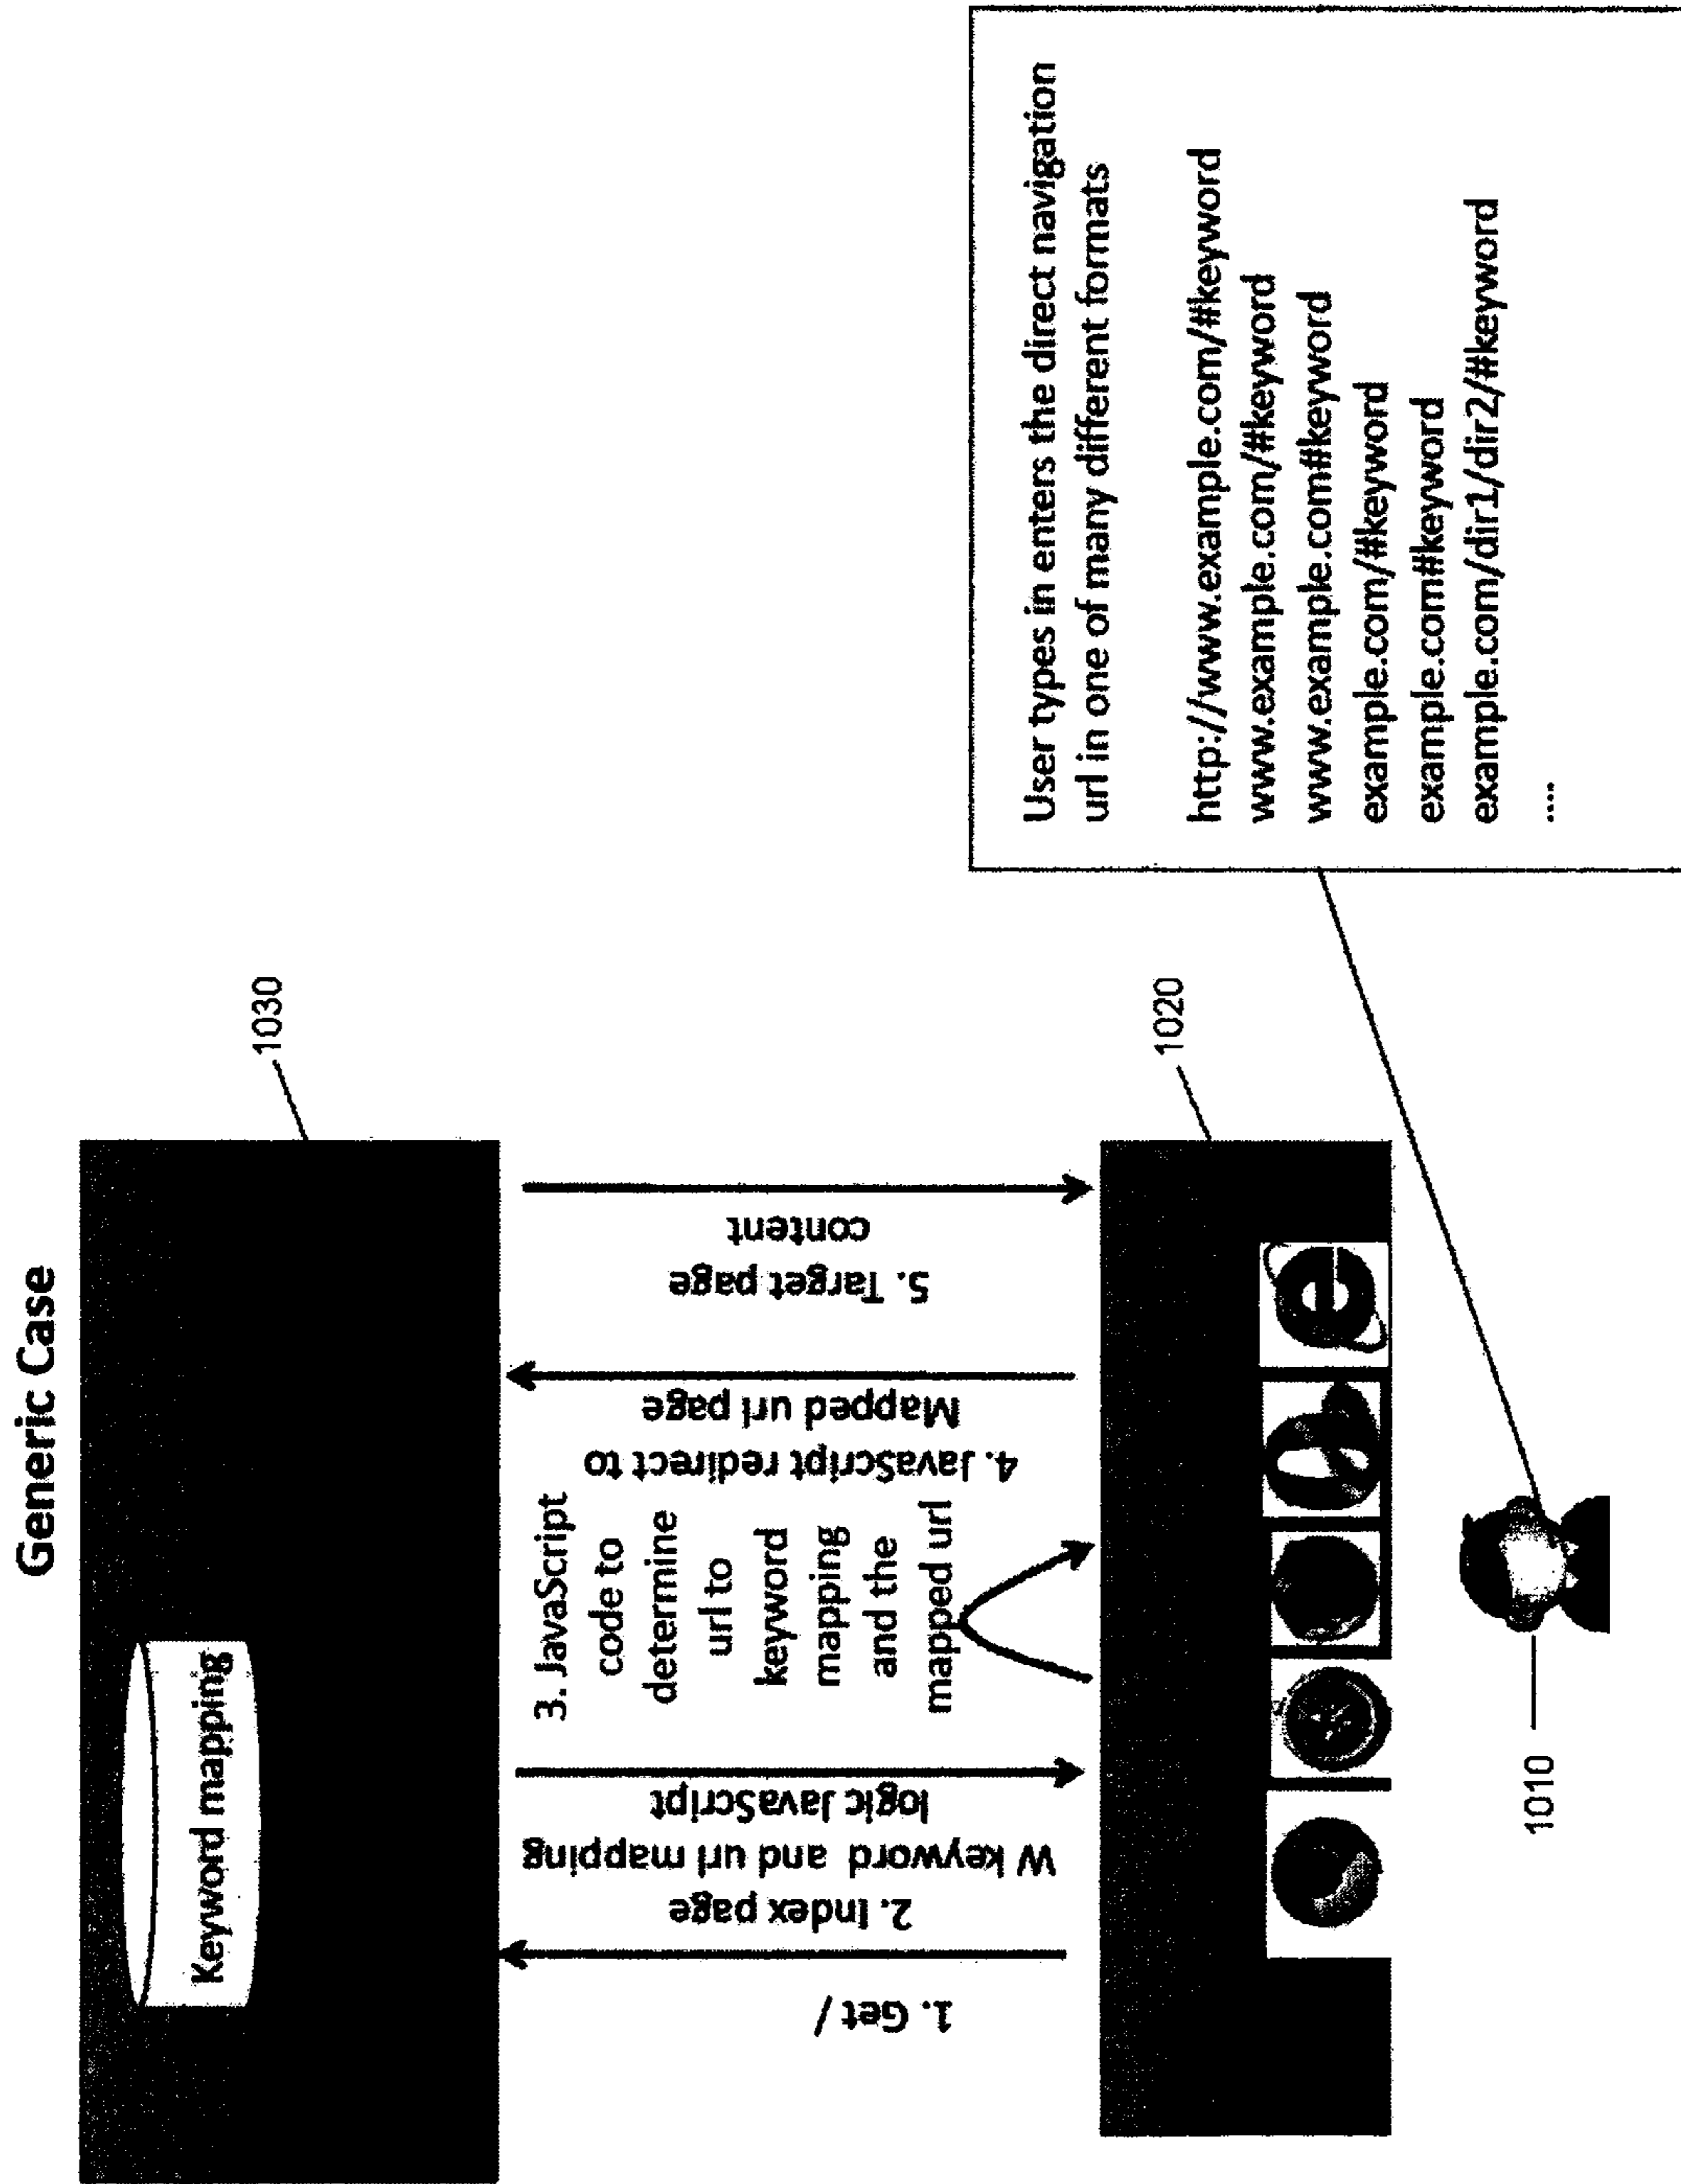 Generic Case
Keyword mapping
1030
1. Get /
2. Index page
W keyword and url mapping
logic JavaScript
3. JavaScript
code to
determine
url to
keyword
mapping
and the
mapped url
4. JavaScript redirect to
Mapped url page
5. Target page
content
1020
1010
User types in enters the direct navigation
url in one of many different formats
http://www.example.com/#keyword
www.example.com/#keyword
www.example.com#keyword
example.com/#keyword
example.com#keyword
example.com/dir1/dir2/#keyword
....